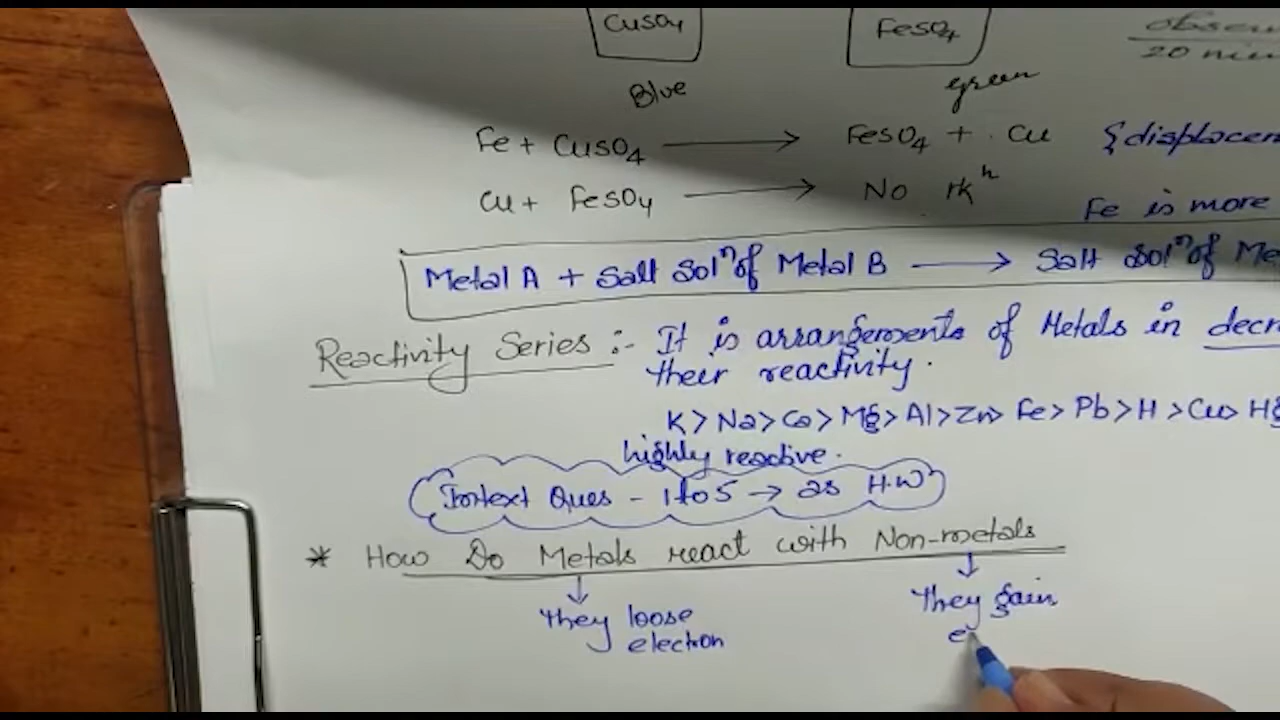 CuSO4 FeSO4 obser
20 min
Blue green
Fe + CuSO4 ⟶ FeSO4 + Cu {displacem
Cu + FeSO4 ⟶ No rxn
Fe is more
Metal A + Salt Soln of Metal B ⟶ Salt Soln of Me
Reactivity Series :- It is arrangements of Metals in decr
their reactivity.
K > Na > Ca > Mg > Al > Zn > Fe > Pb > H > Cu > Hg
highly reactive.
Intext Ques - 1 to 5 → as H.W
* How Do Metals react with Non-metals
↓ ↓
they loose they gain
electron e